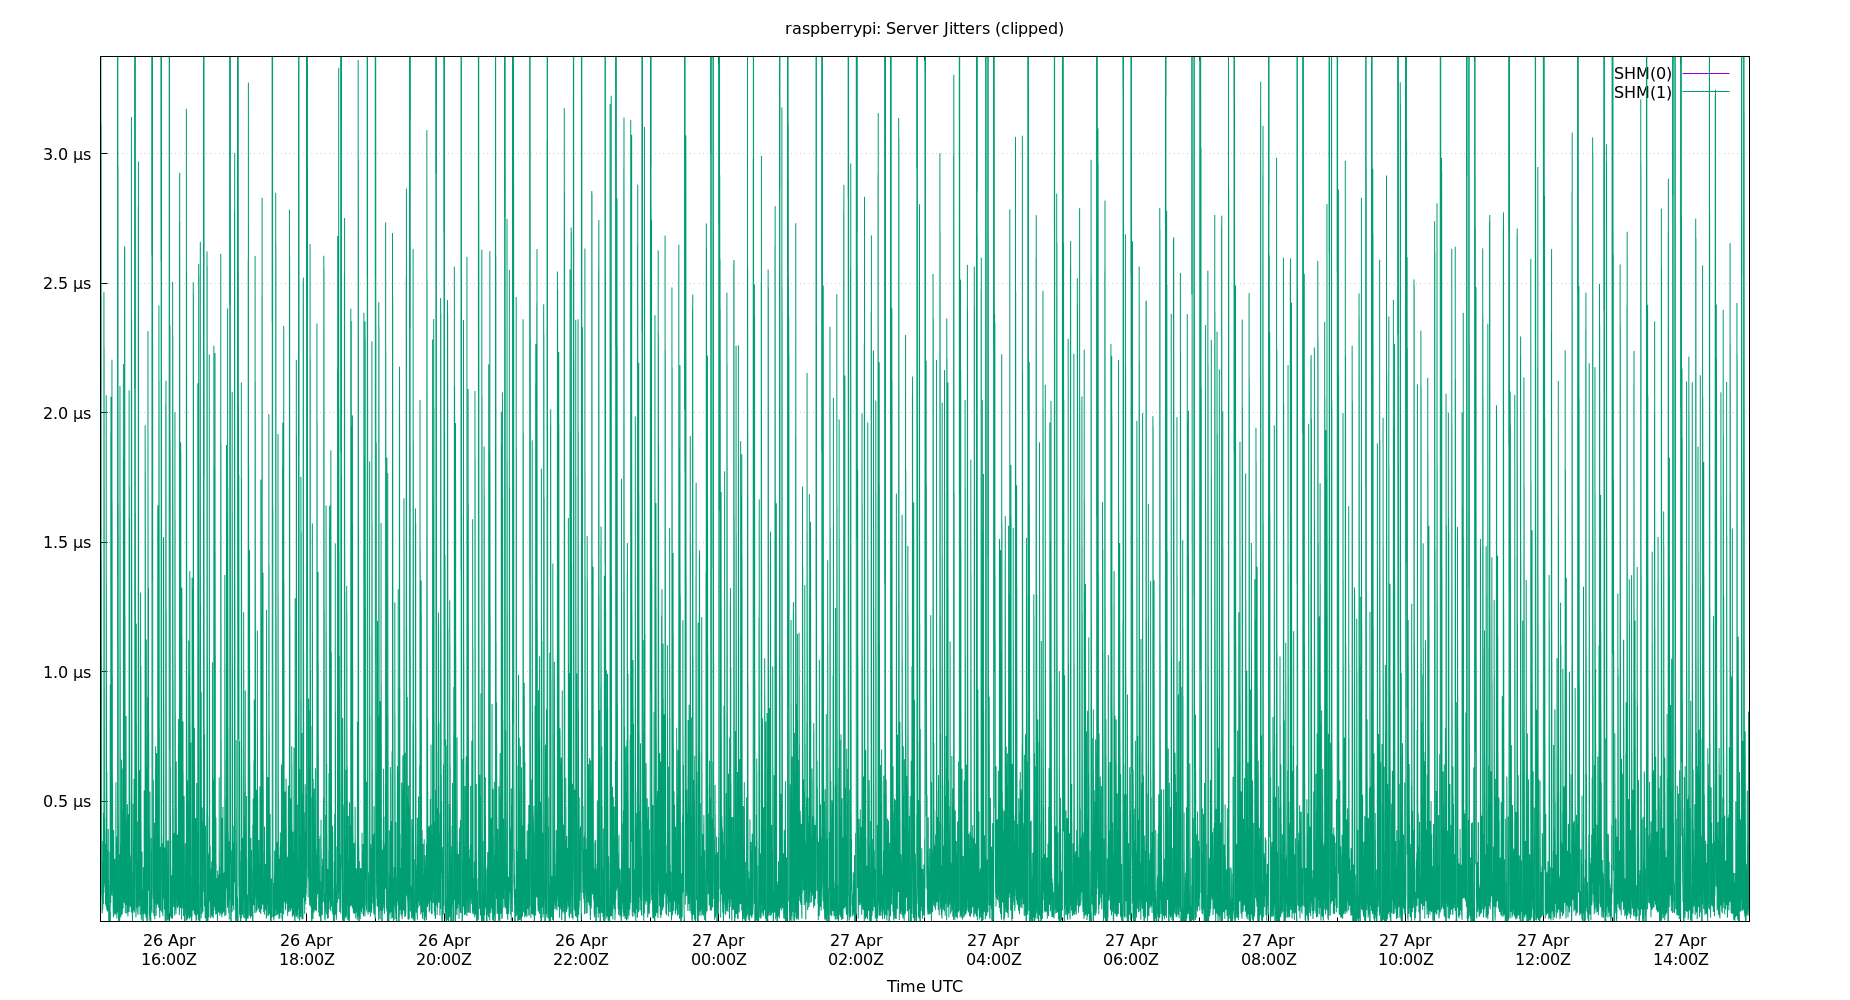 raspberrypi: Server Jitters (clipped)
SHM(0)
SHM(1)
3.0 µs
2.5 µs
2.0 µs
1.5 µs
1.0 µs
0.5 µs
26 Apr 26 Apr 26 Apr 26 Apr 27 Apr 27 Apr 27 Apr 27 Apr 27 Apr 27 Apr 27 Apr 27 Apr
16:00Z 18:00Z 20:00Z 22:00Z 00:00Z 02:00Z 04:00Z 06:00Z 08:00Z 10:00Z 12:00Z 14:00Z
Time UTC